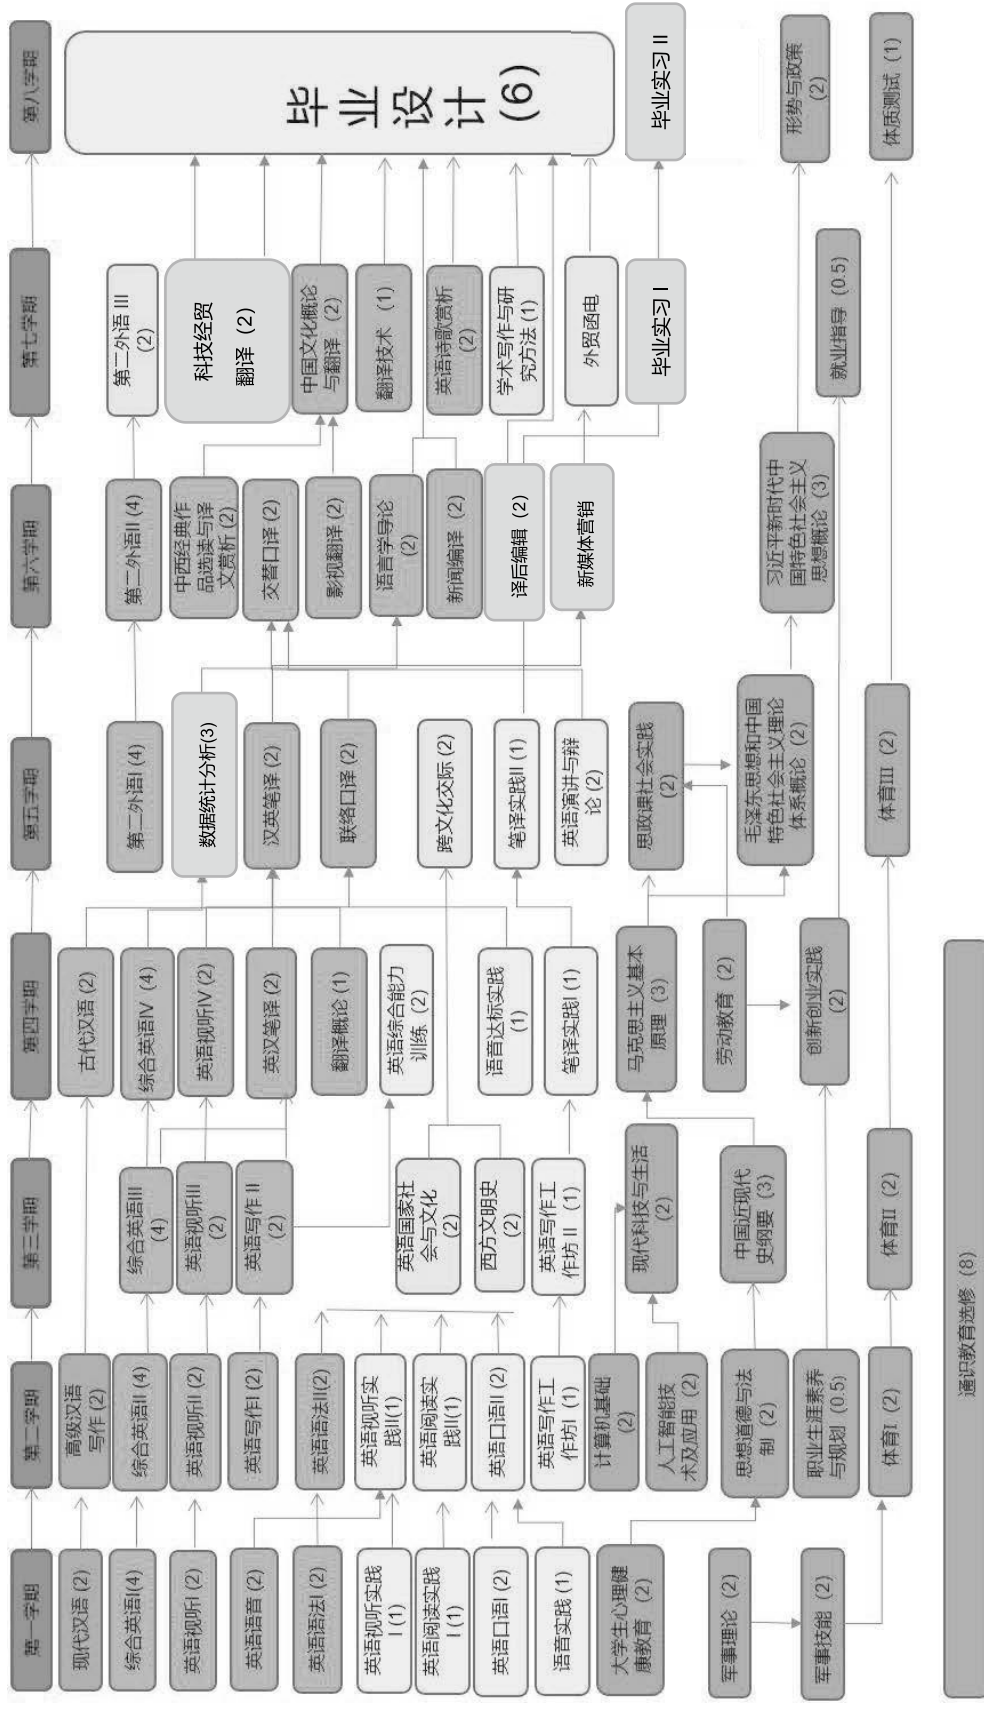 第一学期
现代汉语 (2)
综合英语I(4)
英语视听I (2)
英语语音 (2)
英语语法I (2)
英语视听实践
I (1)
英语阅读实践
I (1)
英语口语I (2)
语音实践 (1)
大学生心理健
康教育 (2)
军事理论 (2)
军事技能 (2)
第二学期
高级汉语
写作 (2)
综合英语II (4)
英语视听II (2)
英语写作I (2)
英语语法II(2)
英语视听实
践II(1)
英语阅读实
践II(1)
英语口语II (2)
英语写作工
作坊I (1)
计算机基础
(2)
人工智能技
术及应用 (2)
思想道德与法
制 (2)
职业生涯素养
与规划 (0.5)
体育I (2)
第三学期
综合英语III
(4)
英语视听III
(2)
英语写作 II
(2)
英语国家社
会与文化
(2)
西方文明史
(2)
英语写作工
作坊 II (1)
现代科技与生活
(2)
中国近现代
史纲要 (3)
体育II (2)
第四学期
古代汉语 (2)
综合英语IV (4)
英语视听IV (2)
英汉笔译 (2)
翻译概论 (1)
英语综合能力
训练 (2)
语音达标实践
(1)
笔译实践I (1)
马克思主义基本
原理 (3)
劳动教育 (2)
创新创业实践
(2)
第五学期
第二外语I (4)
数据统计分析(3)
汉英笔译 (2)
联络口译 (2)
跨文化交际 (2)
笔译实践II (1)
英语演讲与辩
论 (2)
思政课社会实践
(2)
毛泽东思想和中国
特色社会主义理论
体系概论 (2)
体育III (2)
第六学期
第二外语II (4)
中西经典作
品选读与译
文赏析 (2)
交替口译 (2)
影视翻译 (2)
语言学导论
(2)
新闻编译 (2)
译后编辑 (2)
新媒体营销
习近平新时代中
国特色社会主义
思想概论 (3)
第七学期
第二外语 III
(2)
科技经贸
翻译 (2)
中国文化概论
与翻译 (2)
翻译技术 (1)
英语诗歌赏析
(2)
学术写作与研
究方法 (1)
外贸函电
毕业实习 I
就业指导 (0.5)
第八学期
毕业设计(6)
毕业实习 II
形势与政策
(2)
体质测试 (1)
通识教育选修 (8)